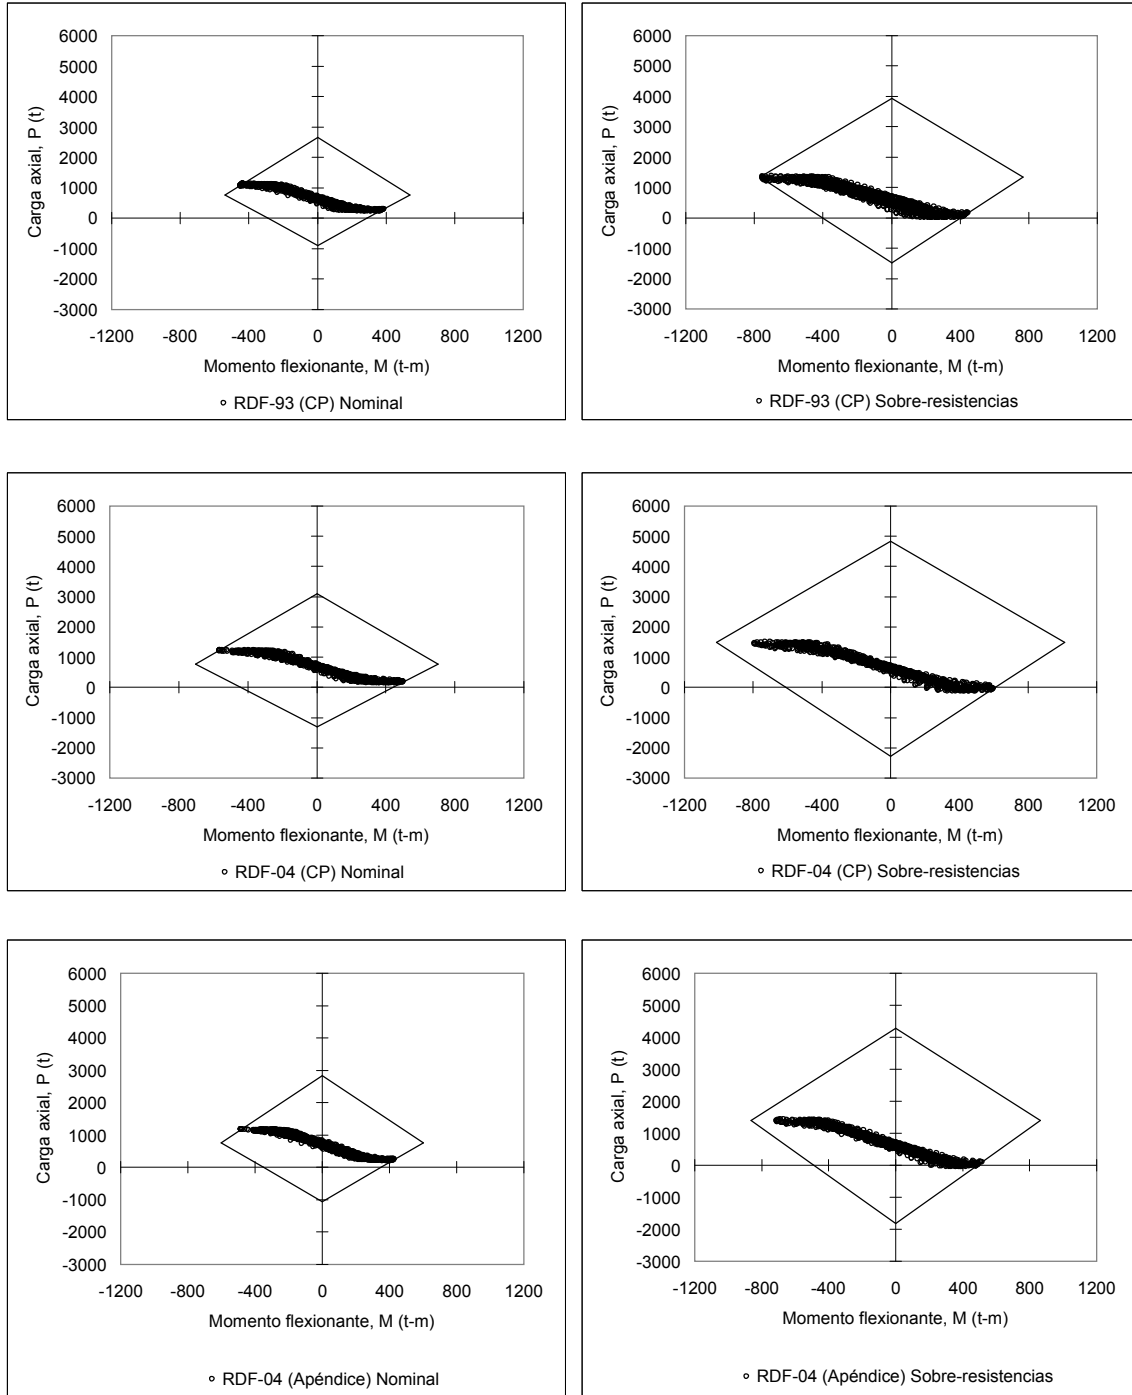 6000
5000
4000
3000
2000
1000
0
-1000
-2000
-3000
Carga axial, P (t)
-1200 -800 -400 0 400 800 1200
Momento flexionante, M (t-m)
RDF-93 (CP) Nominal
6000
5000
4000
3000
2000
1000
0
-1000
-2000
-3000
Carga axial, P (t)
-1200 -800 -400 0 400 800 1200
Momento flexionante, M (t-m)
RDF-93 (CP) Sobre-resistencias
6000
5000
4000
3000
2000
1000
0
-1000
-2000
-3000
Carga axial, P (t)
-1200 -800 -400 0 400 800 1200
Momento flexionante, M (t-m)
RDF-04 (CP) Nominal
6000
5000
4000
3000
2000
1000
0
-1000
-2000
-3000
Carga axial, P (t)
-1200 -800 -400 0 400 800 1200
Momento flexionante, M (t-m)
RDF-04 (CP) Sobre-resistencias
6000
5000
4000
3000
2000
1000
0
-1000
-2000
-3000
Carga axial, P (t)
-1200 -800 -400 0 400 800 1200
Momento flexionante, M (t-m)
RDF-04 (Apéndice) Nominal
6000
5000
4000
3000
2000
1000
0
-1000
-2000
-3000
Carga axial, P (t)
-1200 -800 -400 0 400 800 1200
Momento flexionante, M (t-m)
RDF-04 (Apéndice) Sobre-resistencias